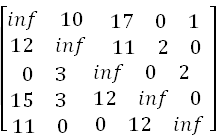 inf 10 17 0 1
12 inf 11 2 0
0 3 inf 0 2
15 3 12 inf 0
11 0 0 12 inf